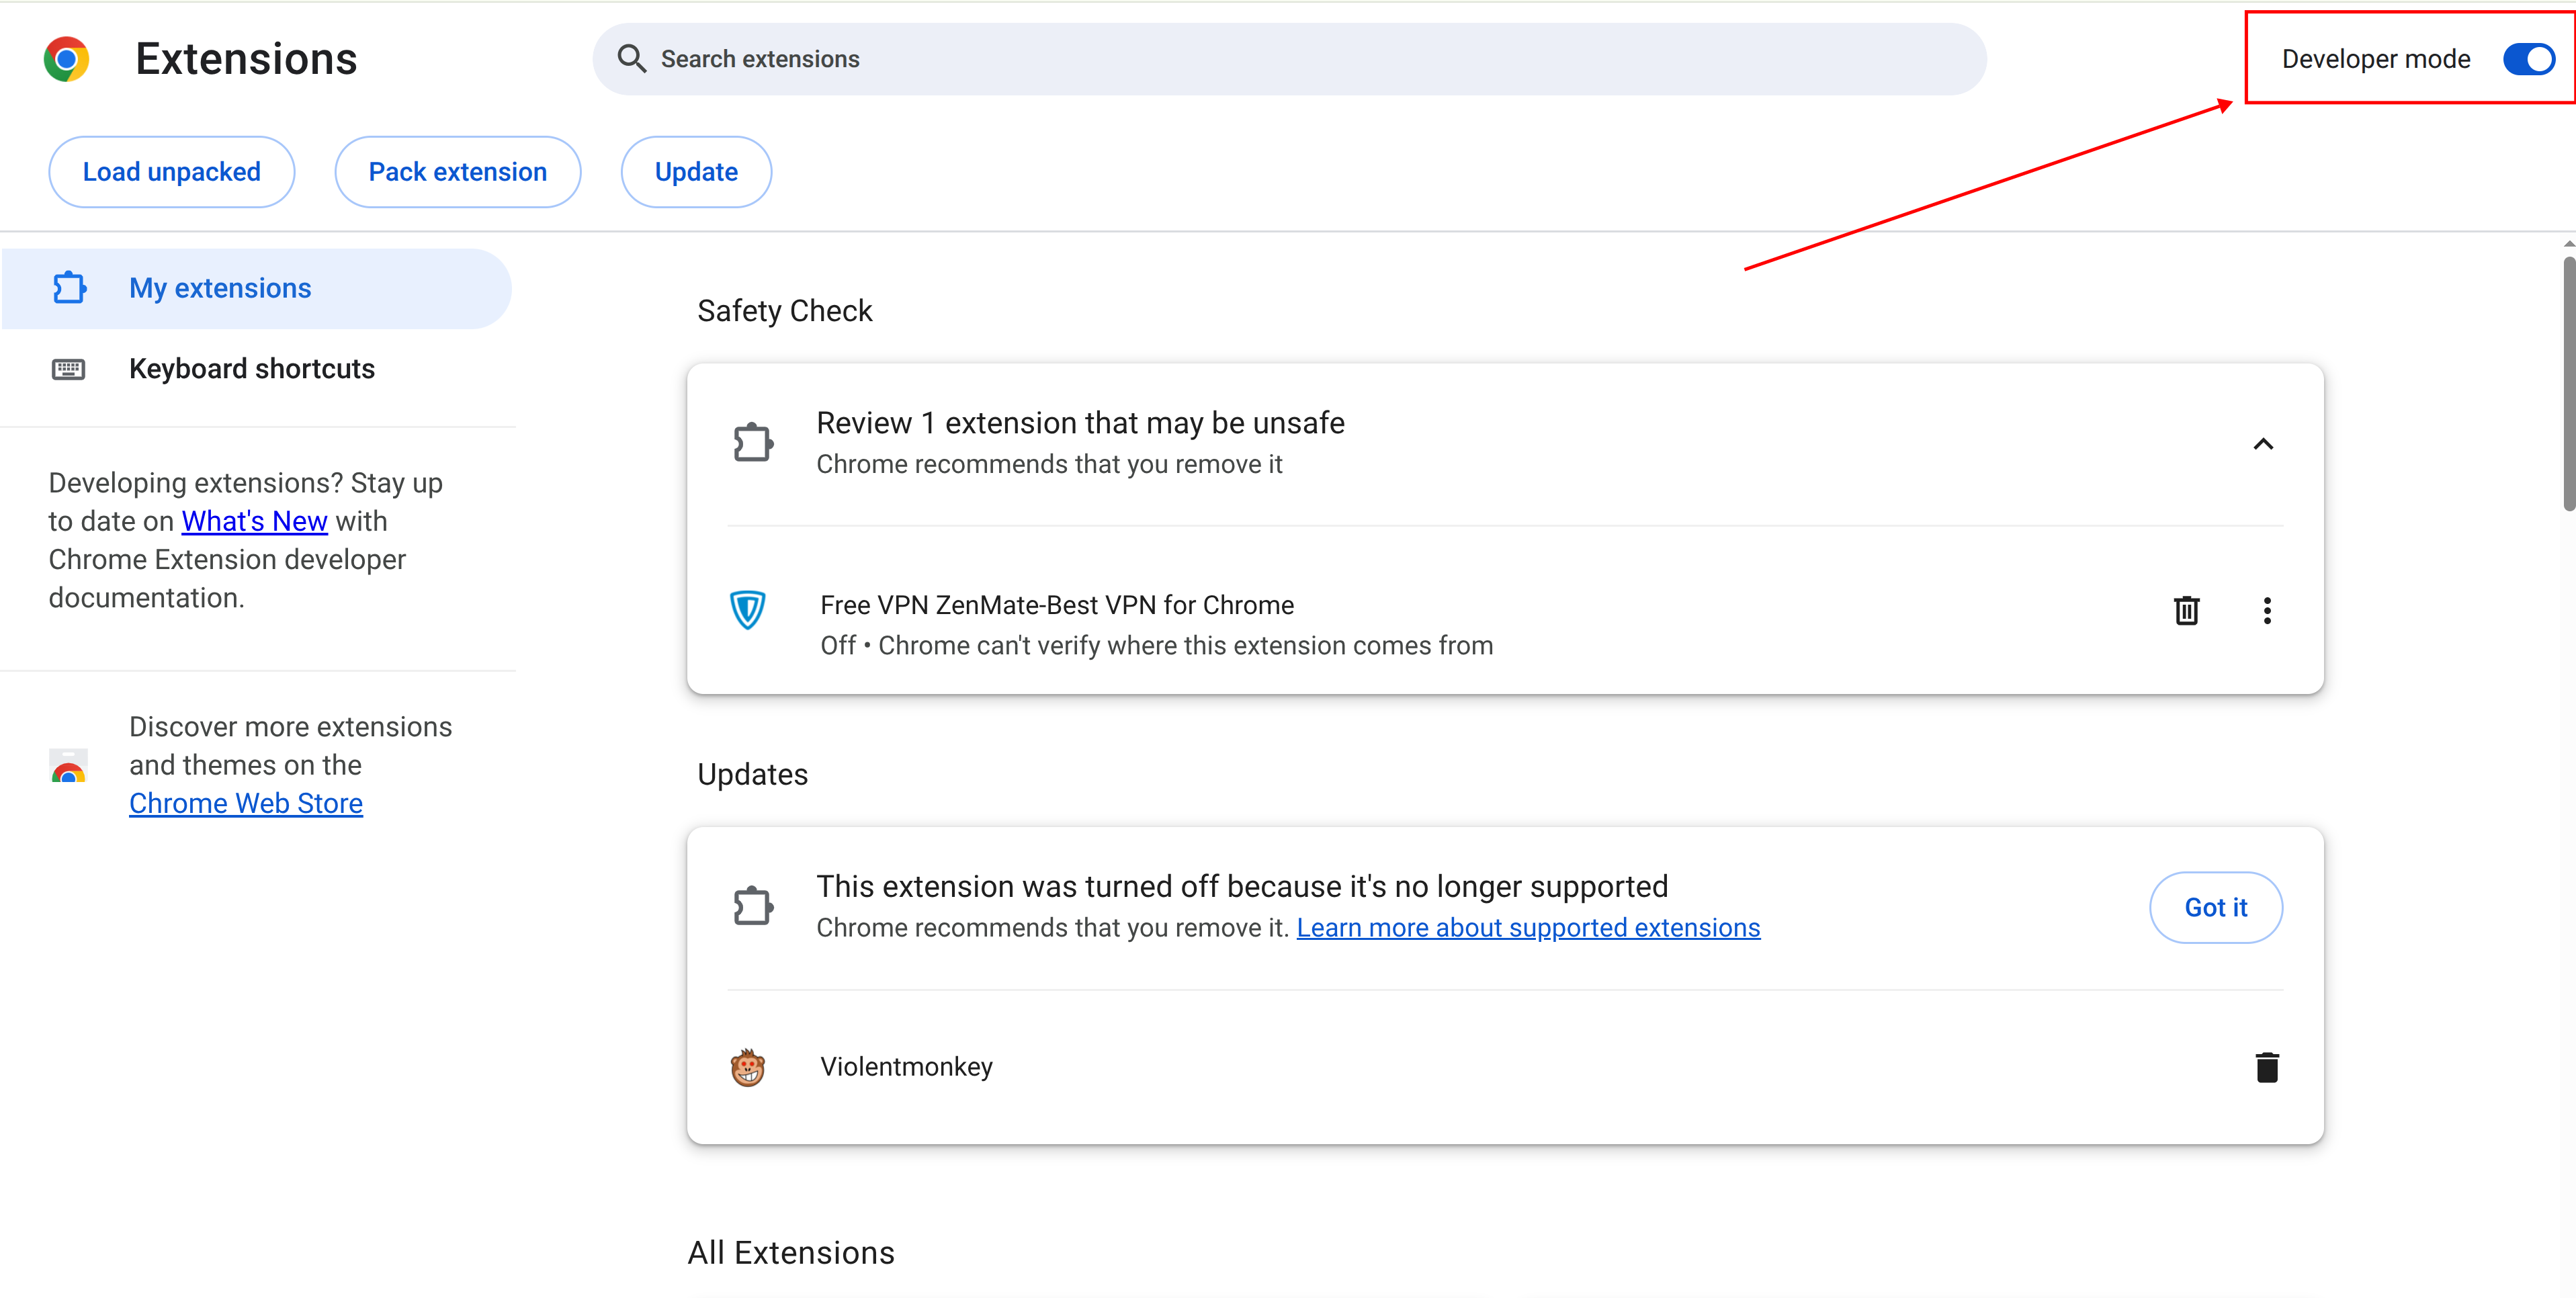 Extensions
Search extensions
Developer mode
Load unpacked
Pack extension
Update
My extensions
Keyboard shortcuts
Developing extensions? Stay up
to date on What's New with
Chrome Extension developer
documentation.
Discover more extensions
and themes on the
Chrome Web Store
Safety Check
Review 1 extension that may be unsafe
Chrome recommends that you remove it
Free VPN ZenMate-Best VPN for Chrome
Off • Chrome can't verify where this extension comes from
Updates
This extension was turned off because it's no longer supported
Chrome recommends that you remove it. Learn more about supported extensions
Got it
Violentmonkey
All Extensions